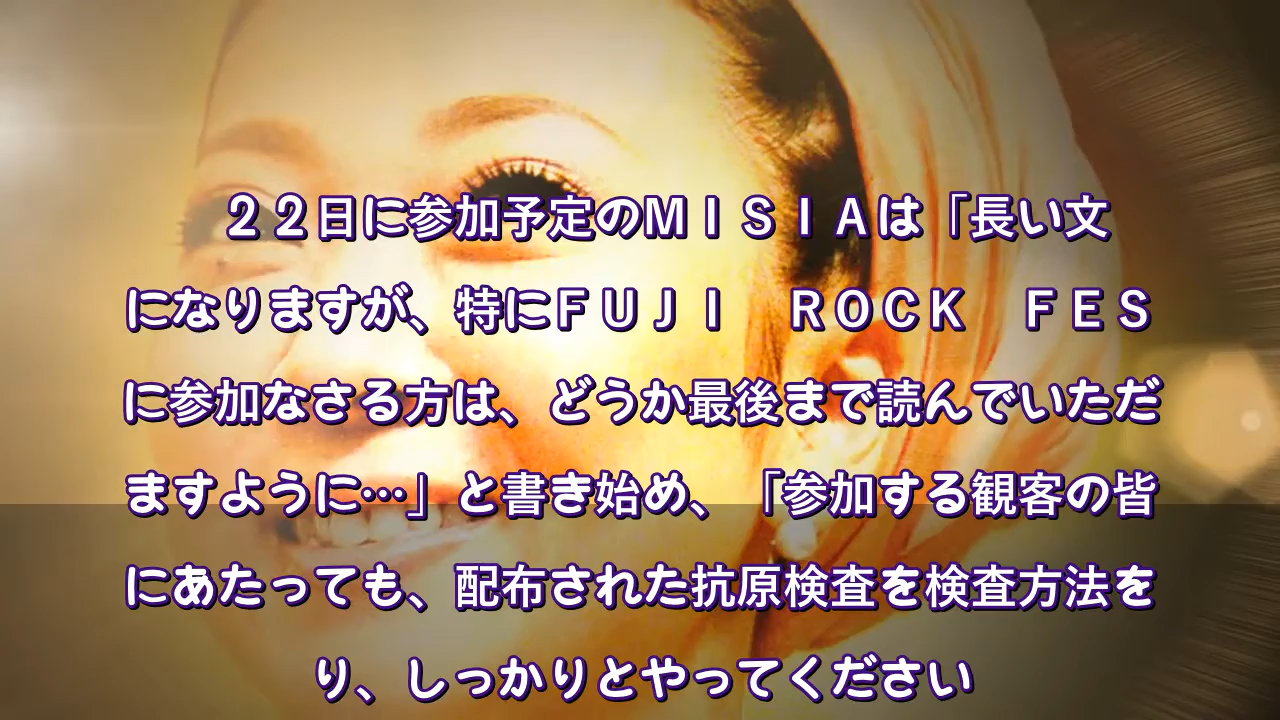 ２２日に参加予定のＭＩＳＩＡは「長い文
になりますが、特にＦＵＪＩ　ＲＯＣＫ　ＦＥＳ
に参加なさる方は、どうか最後まで読んでいただ
ますように…」と書き始め、「参加する観客の皆
にあたっても、配布された抗原検査を検査方法を
り、しっかりとやってください